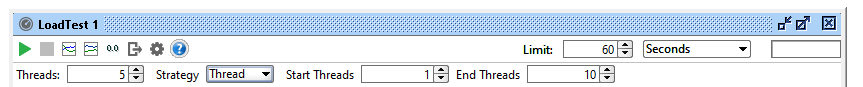 LoadTest 1
0.0 ? Limit: 60 Seconds
Threads: 5 Strategy Thread Start Threads 1 End Threads 10